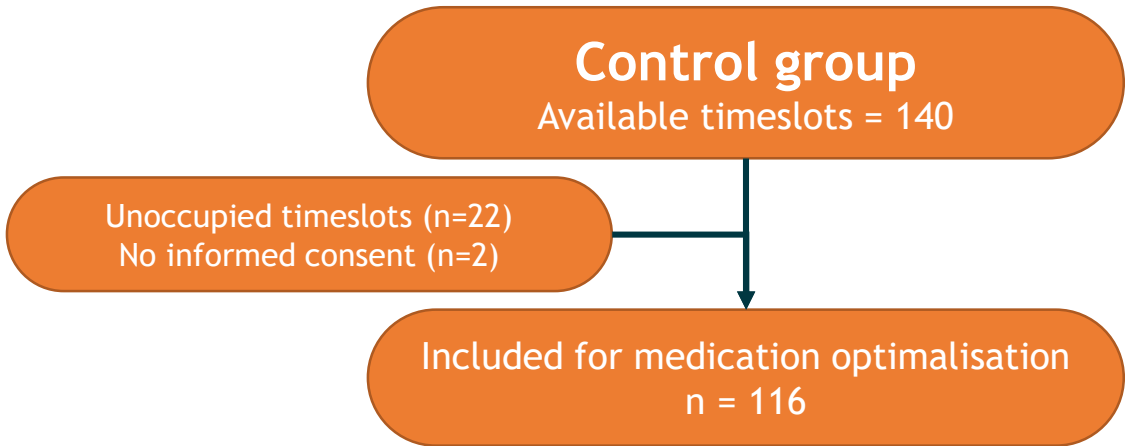 Control group
Available timeslots = 140
Unoccupied timeslots (n=22)
No informed consent (n=2)
Included for medication optimalisation
n = 116